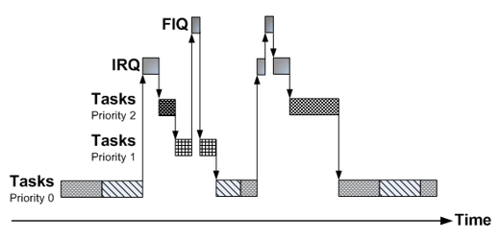 FIQ
IRQ
Tasks
Priority 2
Tasks
Priority 1
Tasks
Priority 0
Time